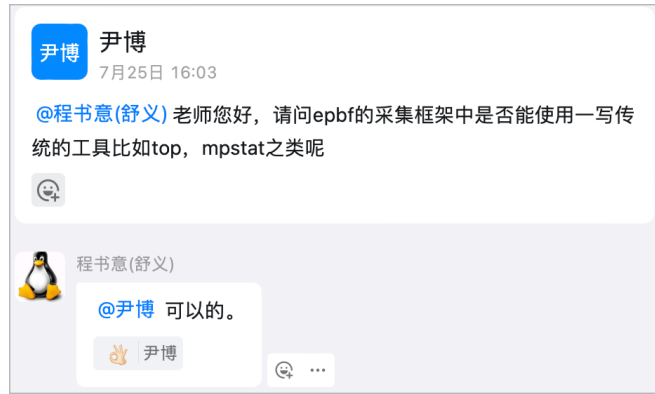 尹博
尹博
7月25日 16:03
@程书意(舒义) 老师您好，请问epbf的采集框架中是否能使用一写传
统的工具比如top，mpstat之类呢
程书意(舒义)
@尹博 可以的。
尹博